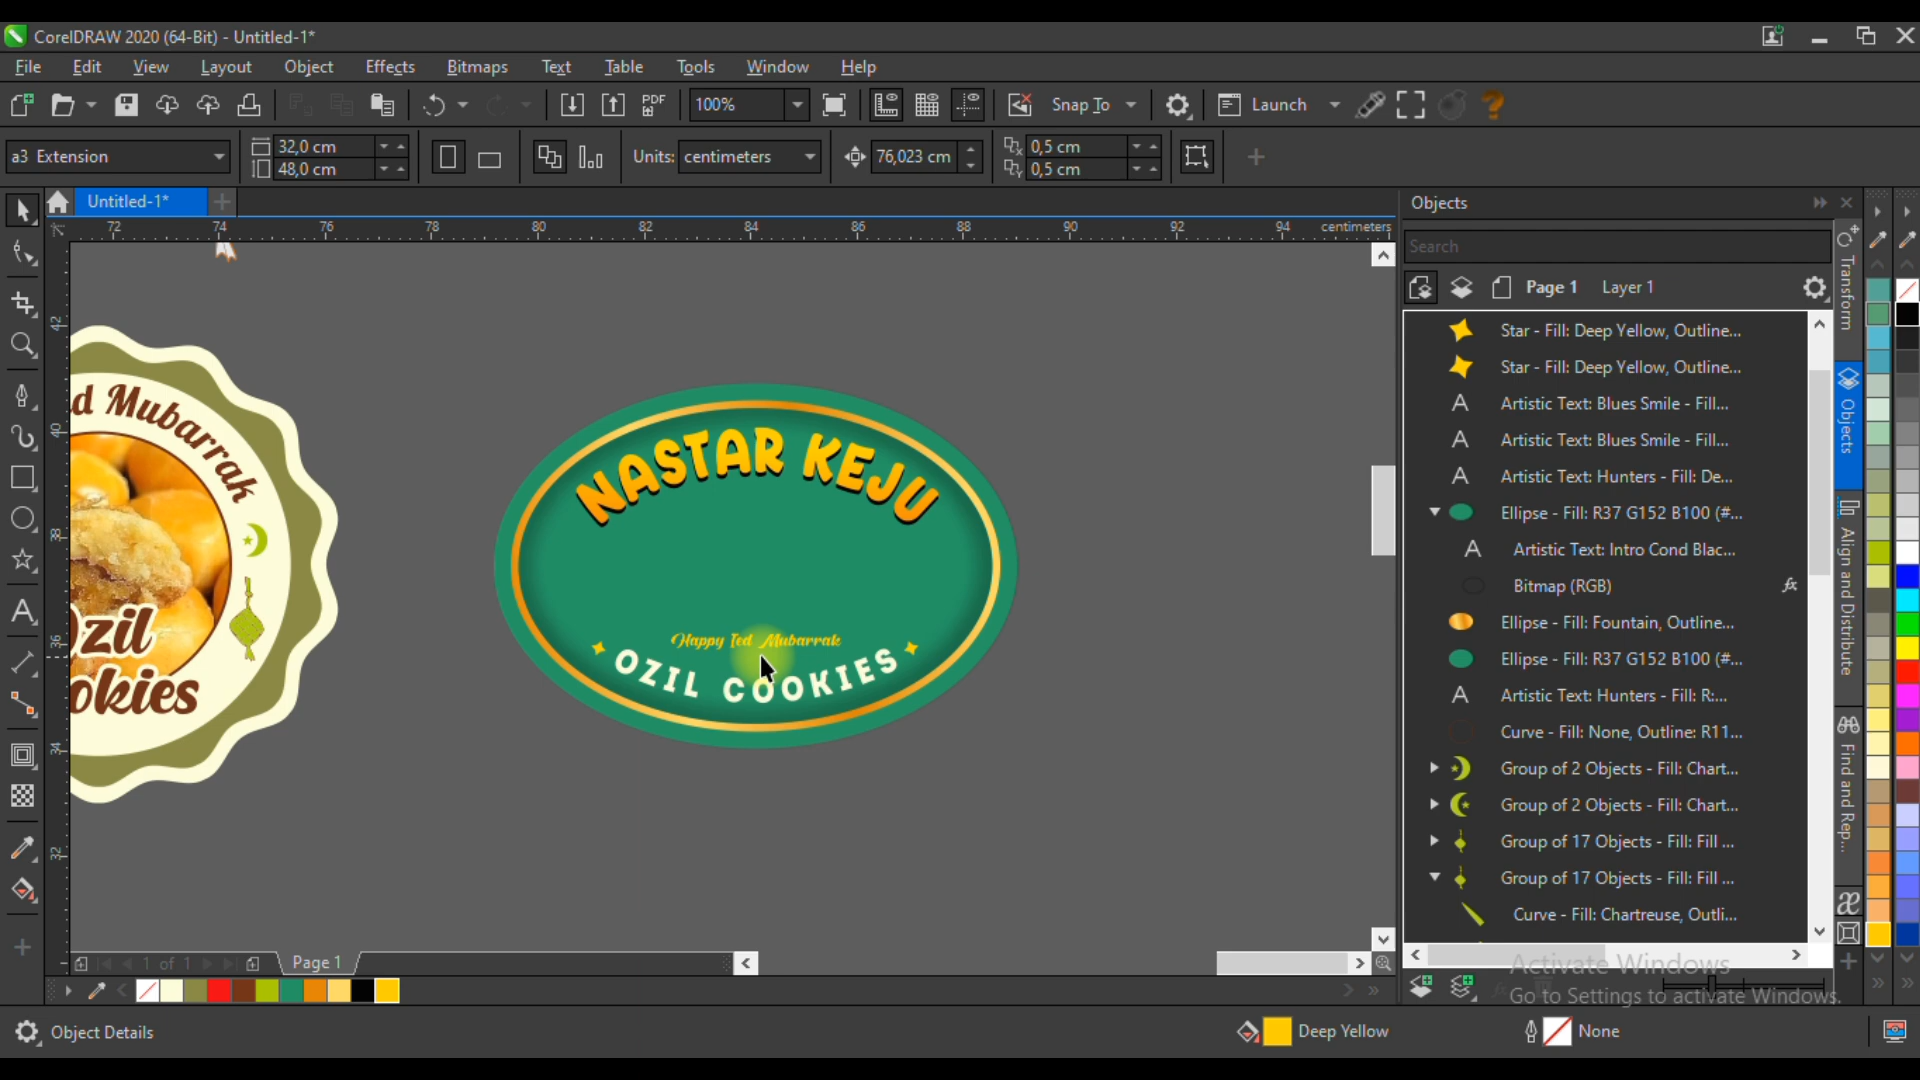 CorelDRAW 2020 (64-Bit) - Untitled-1*
File Edit View Layout Object Effects Bitmaps Text Table Tools Window Help
PDF 100% Snap To Launch
a3 Extension 32,0 cm 48,0 cm Units: centimeters 76,023 cm 0,5 cm 0,5 cm
Untitled-1*
72 74 76 78 80 82 84 86 88 90 92 94 centimeters
42
40
38
36
34
32
d Mubarrak
Ozil
okies
NASTAR KEJU
Happy Ied Mubarrak
OZIL COOKIES
Objects
Search
Page 1 Layer 1
Star - Fill: Deep Yellow, Outline...
Star - Fill: Deep Yellow, Outline...
Artistic Text: Blues Smile - Fill...
Artistic Text: Blues Smile - Fill...
Artistic Text: Hunters - Fill: De...
Ellipse - Fill: R37 G152 B100 (#...
Artistic Text: Intro Cond Blac...
Bitmap (RGB) fx
Ellipse - Fill: Fountain, Outline...
Ellipse - Fill: R37 G152 B100 (#...
Artistic Text: Hunters - Fill: R:...
Curve - Fill: None, Outline: R11...
Group of 2 Objects - Fill: Chart...
Group of 2 Objects - Fill: Chart...
Group of 17 Objects - Fill: Fill ...
Group of 17 Objects - Fill: Fill ...
Curve - Fill: Chartreuse, Outli...
Transform
Objects
Align and Distribute
Find and Rep...
1 of 1 Page 1
Activate Windows
Go to Settings to activate Windows.
Object Details Deep Yellow None